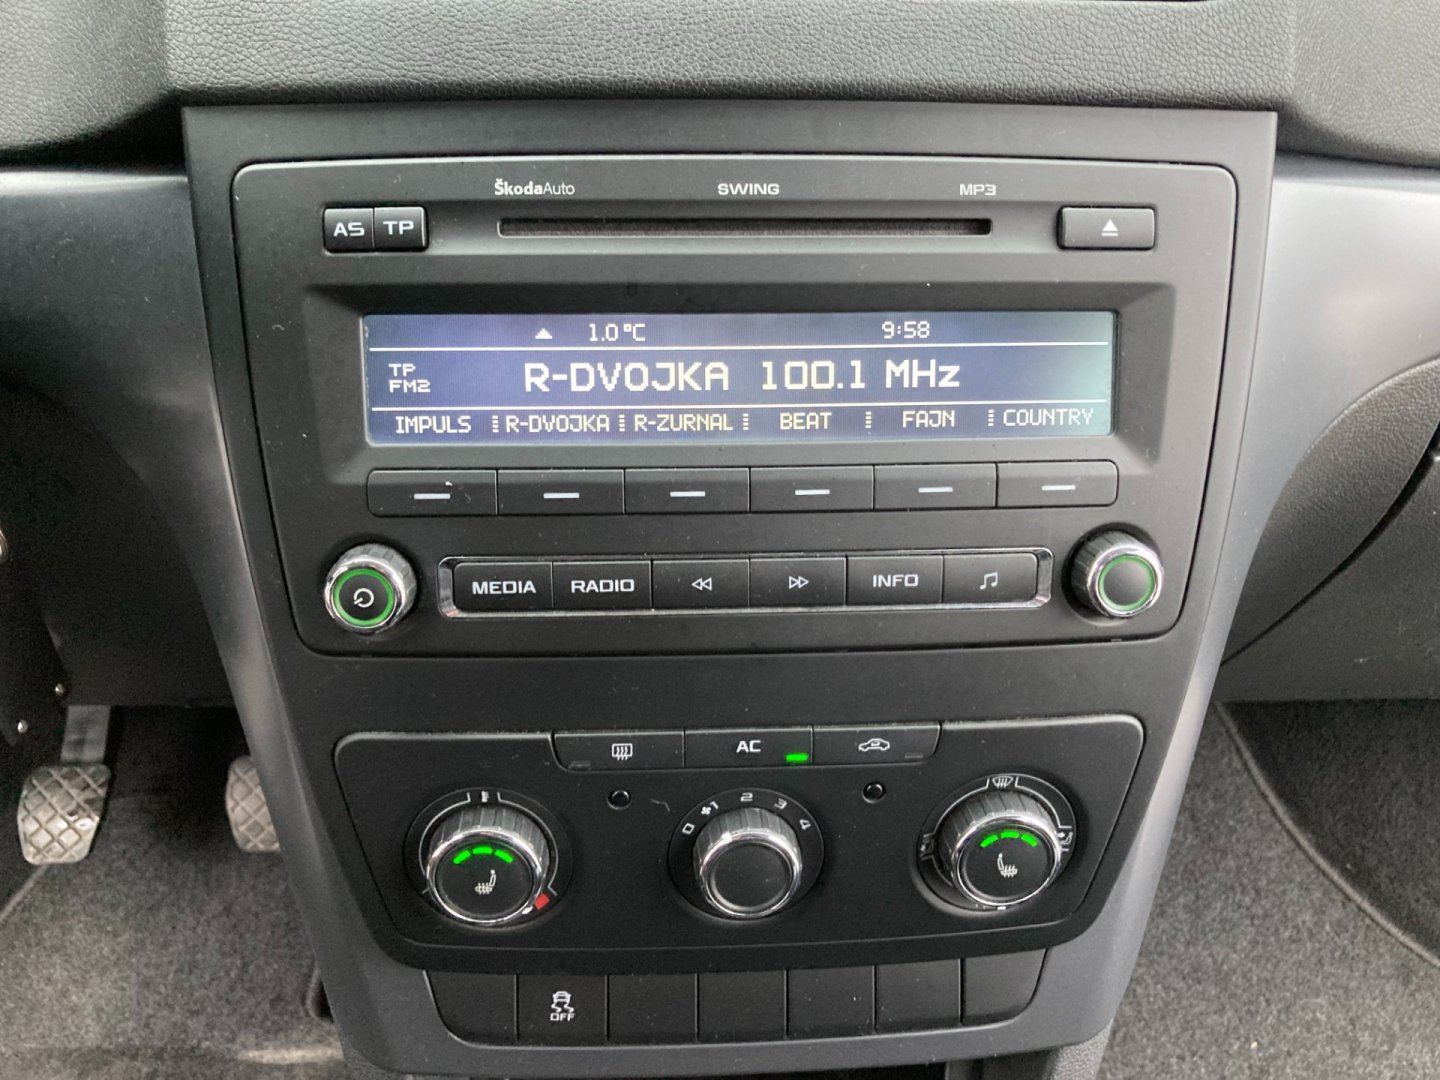 ŠkodaAuto SWING MP3
AS TP
1.0 °C 9:58
TP
FM2
R-DVOJKA 100.1 MHz
IMPULS R-DVOJKA R-ZURNAL BEAT FAJN COUNTRY
MEDIA RADIO INFO
AC
0 1 2 3 4
OFF